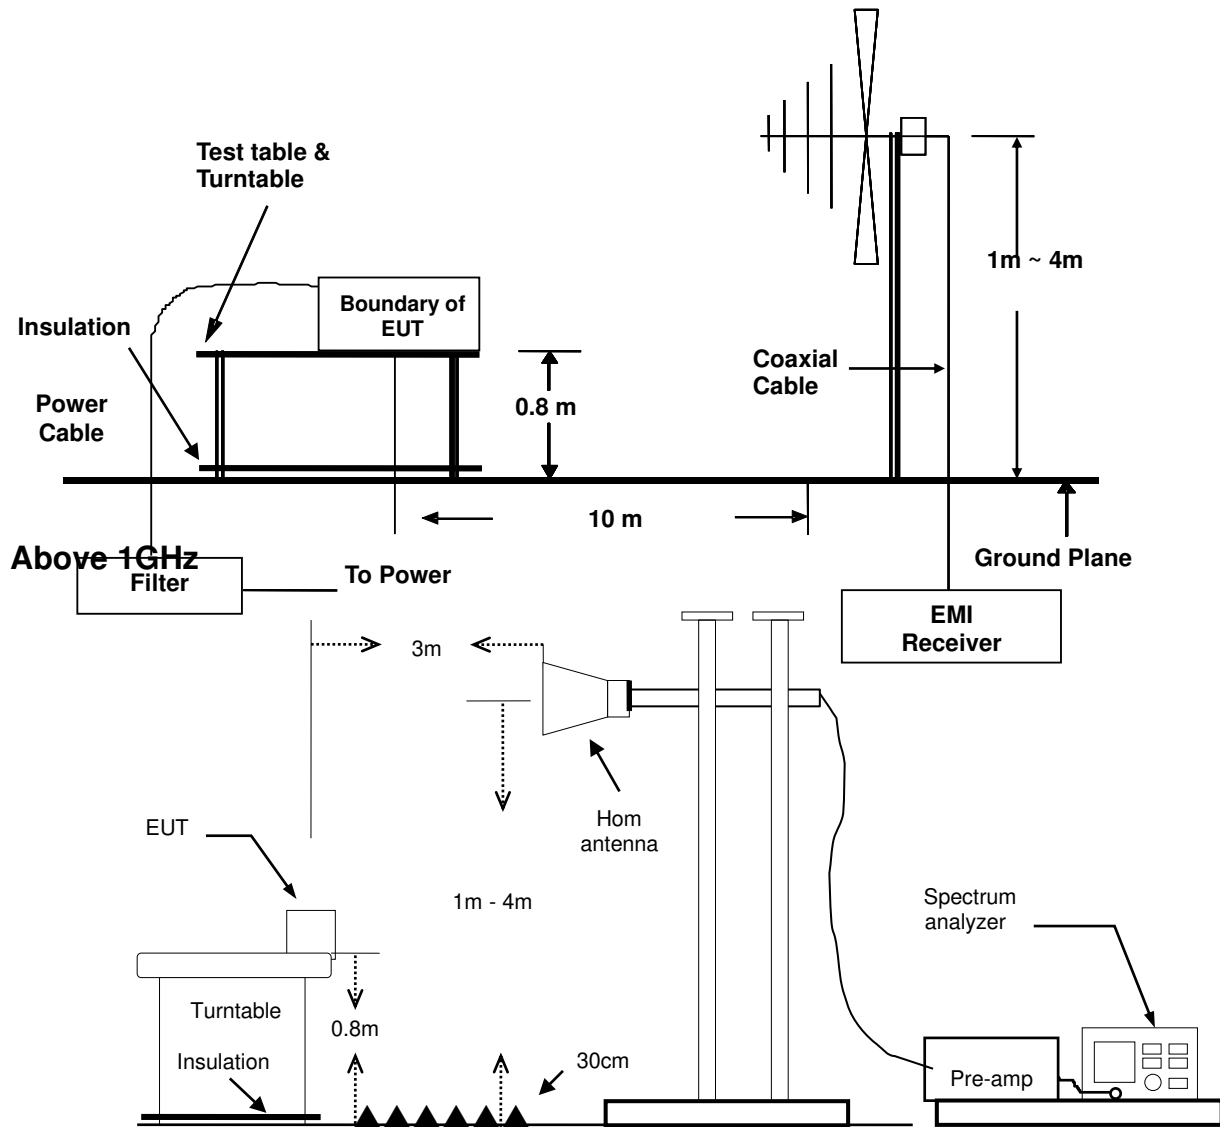 Test table &
Turntable
Boundary of
EUT
Insulation
Power
Cable
0.8 m
1m ~ 4m
Coaxial
Cable
10 m
Ground Plane
Above 1GHz
Filter
To Power
EMI
Receiver
3m
Hom
antenna
EUT
1m - 4m
Spectrum
analyzer
Turntable
0.8m
Insulation
30cm
Pre-amp